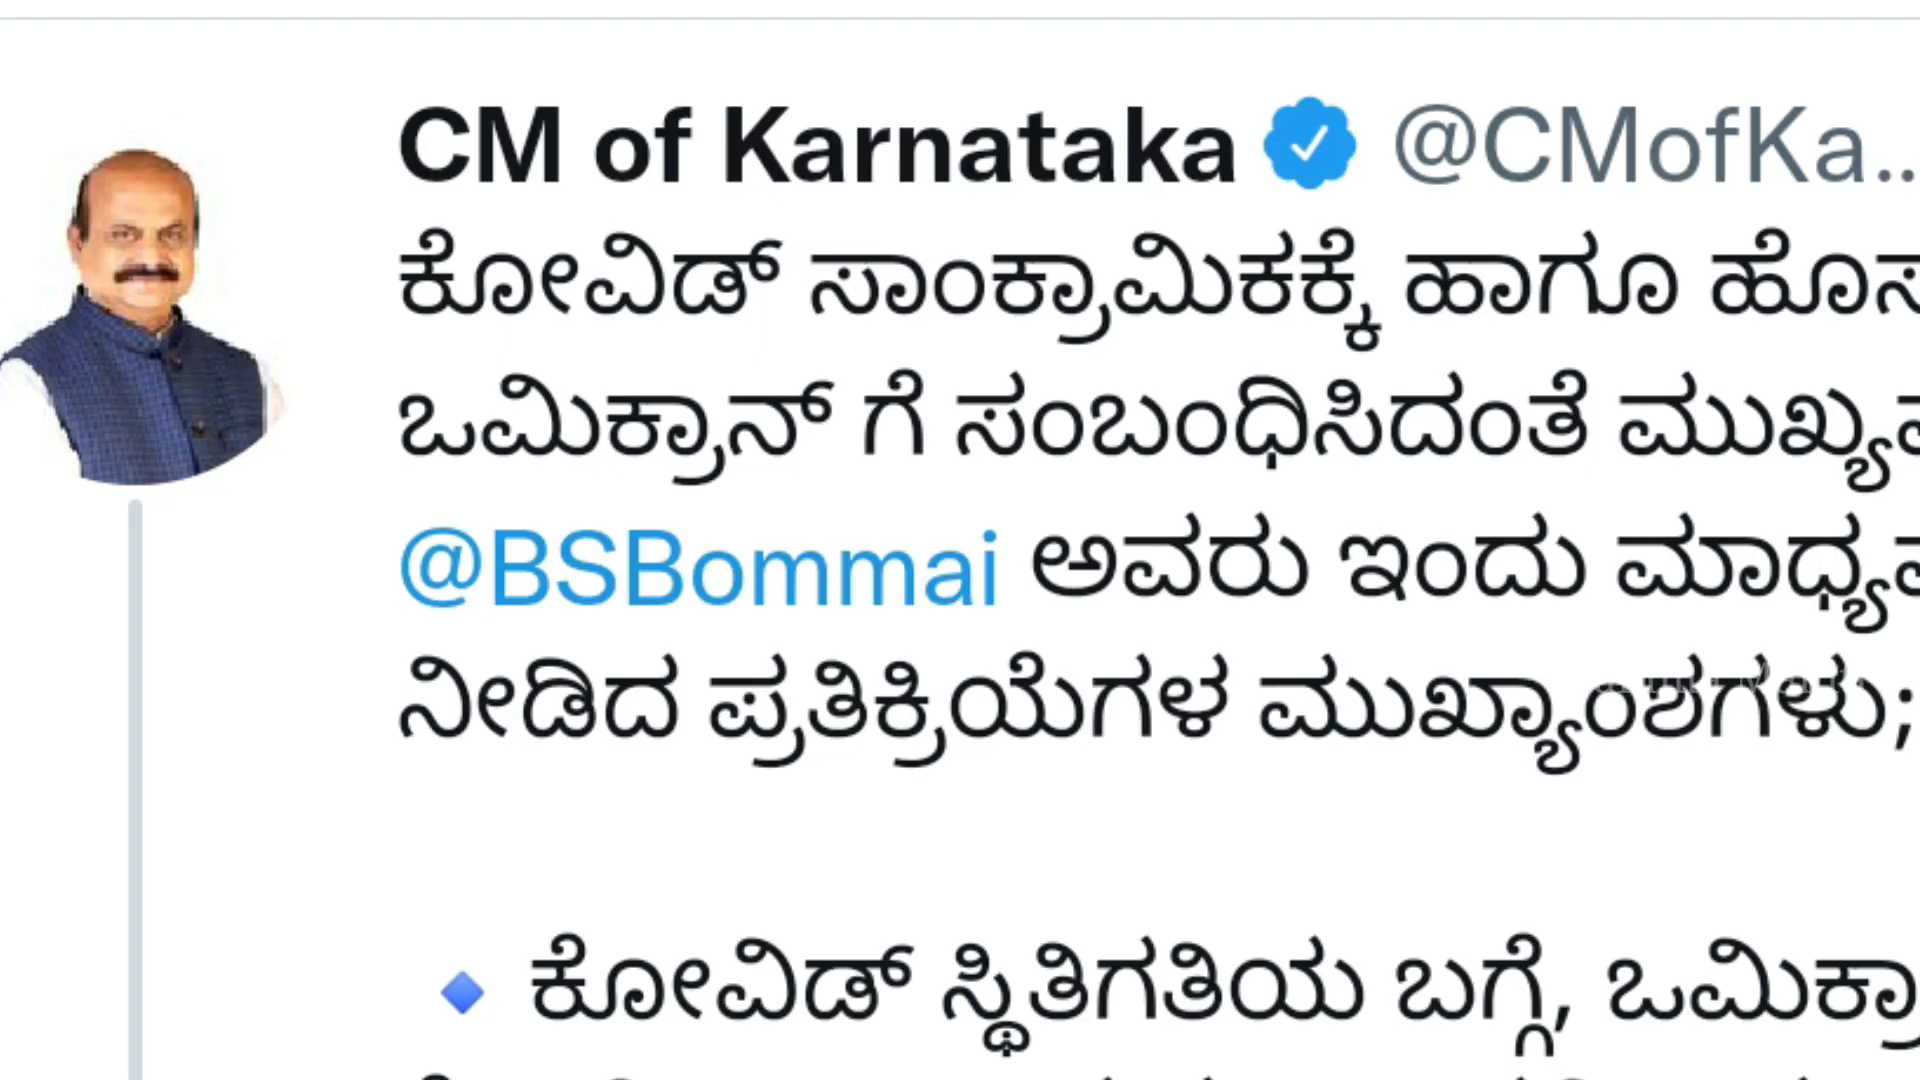 CM of Karnataka @CMofKa...
ಕೋವಿಡ್ ಸಾಂಕ್ರಾಮಿಕಕ್ಕೆ ಹಾಗೂ ಹೊಸ
ಒಮಿಕ್ರಾನ್ ಗೆ ಸಂಬಂಧಿಸಿದಂತೆ
@BSBommai ಅವರು ಇಂದು
ನೀಡಿದ ಪ್ರತಿಕ್ರಿಯೆಗಳ ಮುಖ್ಯಾಂಶಗಳು;
ಕೋವಿಡ್ ಸ್ಥಿತಿಗತಿಯ ಬಗ್ಗೆ,